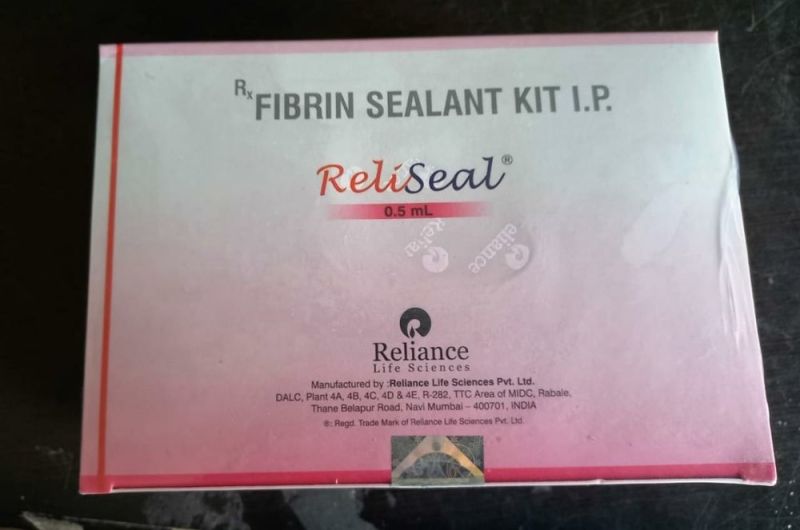 Rx FIBRIN SEALANT KIT I.P.
ReliSeal®
0.5 mL
Reliance
Reliance
Reliance
Life Sciences
Manufactured by :Reliance Life Sciences Pvt. Ltd.
DALC, Plant 4A, 4B, 4C, 4D & 4E, R-282, TTC Area of MIDC, Rabale,
Thane Belapur Road, Navi Mumbai – 400701, INDIA
®: Regd. Trade Mark of Reliance Life Sciences Pvt. Ltd.